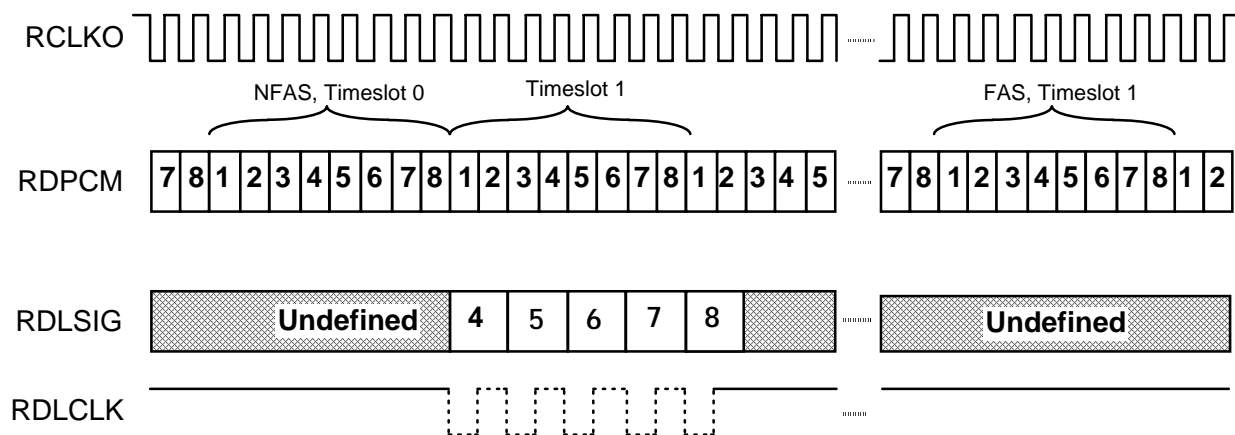 RCLKO
NFAS, Timeslot 0 Timeslot 1 FAS, Timeslot 1
RDPCM 7 8 1 2 3 4 5 6 7 8 1 2 3 4 5 6 7 8 1 2 3 4 5 7 8 1 2 3 4 5 6 7 8 1 2
RDLSIG Undefined 4 5 6 7 8 Undefined
RDLCLK